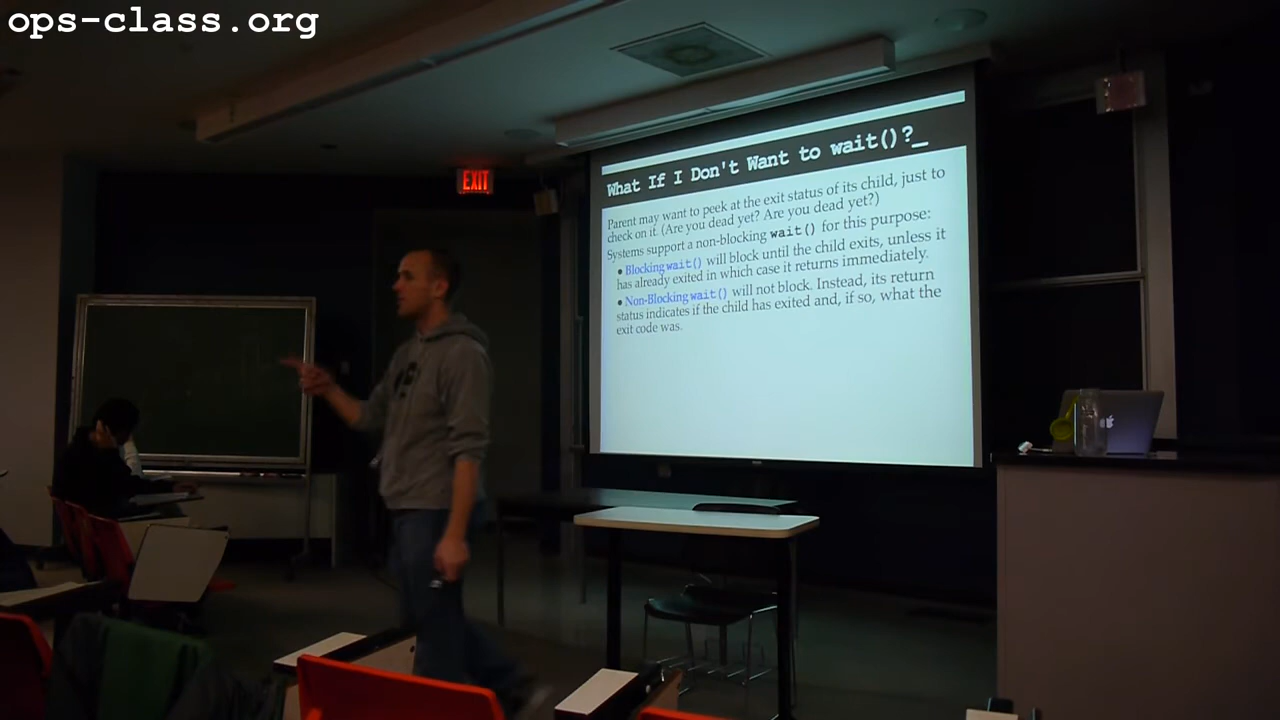 ops-class.org
EXIT
What If I Don't Want to wait()?_
Parent may want to peek at the exit status of its child, just to
check on it. (Are you dead yet? Are you dead yet?)
Systems support a non-blocking wait() for this purpose:
• Blocking wait() will block until the child exits, unless it
has already exited in which case it returns immediately.
• Non-Blocking wait() will not block. Instead, its return
status indicates if the child has exited and, if so, what the
exit code was.